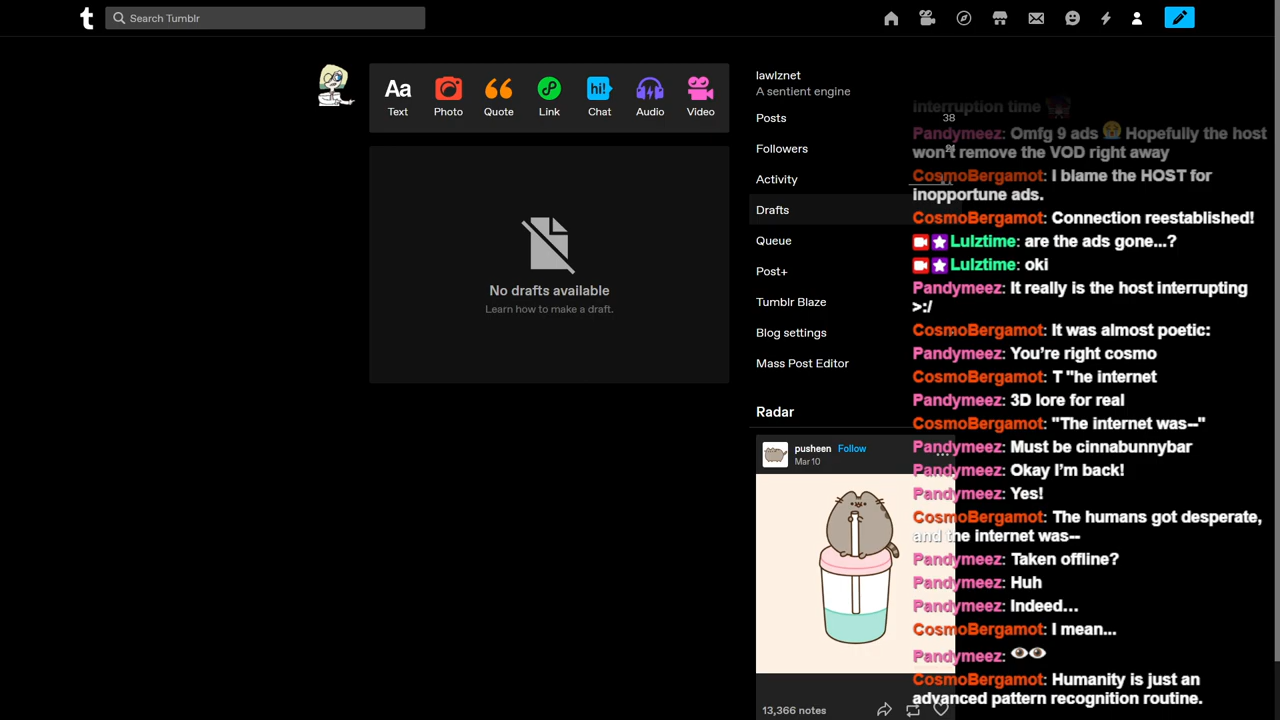 t
Search Tumblr
Aa
Text
Photo
Quote
Link
hi!
Chat
Audio
Video
No drafts available
Learn how to make a draft.
lawlznet
A sentient engine
Posts 38
Followers
Activity
Drafts
Queue
Post+
Tumblr Blaze
Blog settings
Mass Post Editor
Radar
pusheen Follow
Mar 10
13,366 notes
interruption time
Pandymeez: Omfg 9 ads Hopefully the host
won't remove the VOD right away
CosmoBergamot: I blame the HOST for
inopportune ads.
CosmoBergamot: Connection reestablished!
Lulztime: are the ads gone...?
Lulztime: oki
Pandymeez: It really is the host interrupting
>:/
CosmoBergamot: It was almost poetic:
Pandymeez: You're right cosmo
CosmoBergamot: T "he internet
Pandymeez: 3D lore for real
CosmoBergamot: "The internet was--"
Pandymeez: Must be cinnabunnybar
Pandymeez: Okay I'm back!
Pandymeez: Yes!
CosmoBergamot: The humans got desperate,
and the internet was--
Pandymeez: Taken offline?
Pandymeez: Huh
Pandymeez: Indeed…
CosmoBergamot: I mean...
Pandymeez: 👁👁
CosmoBergamot: Humanity is just an
advanced pattern recognition routine.